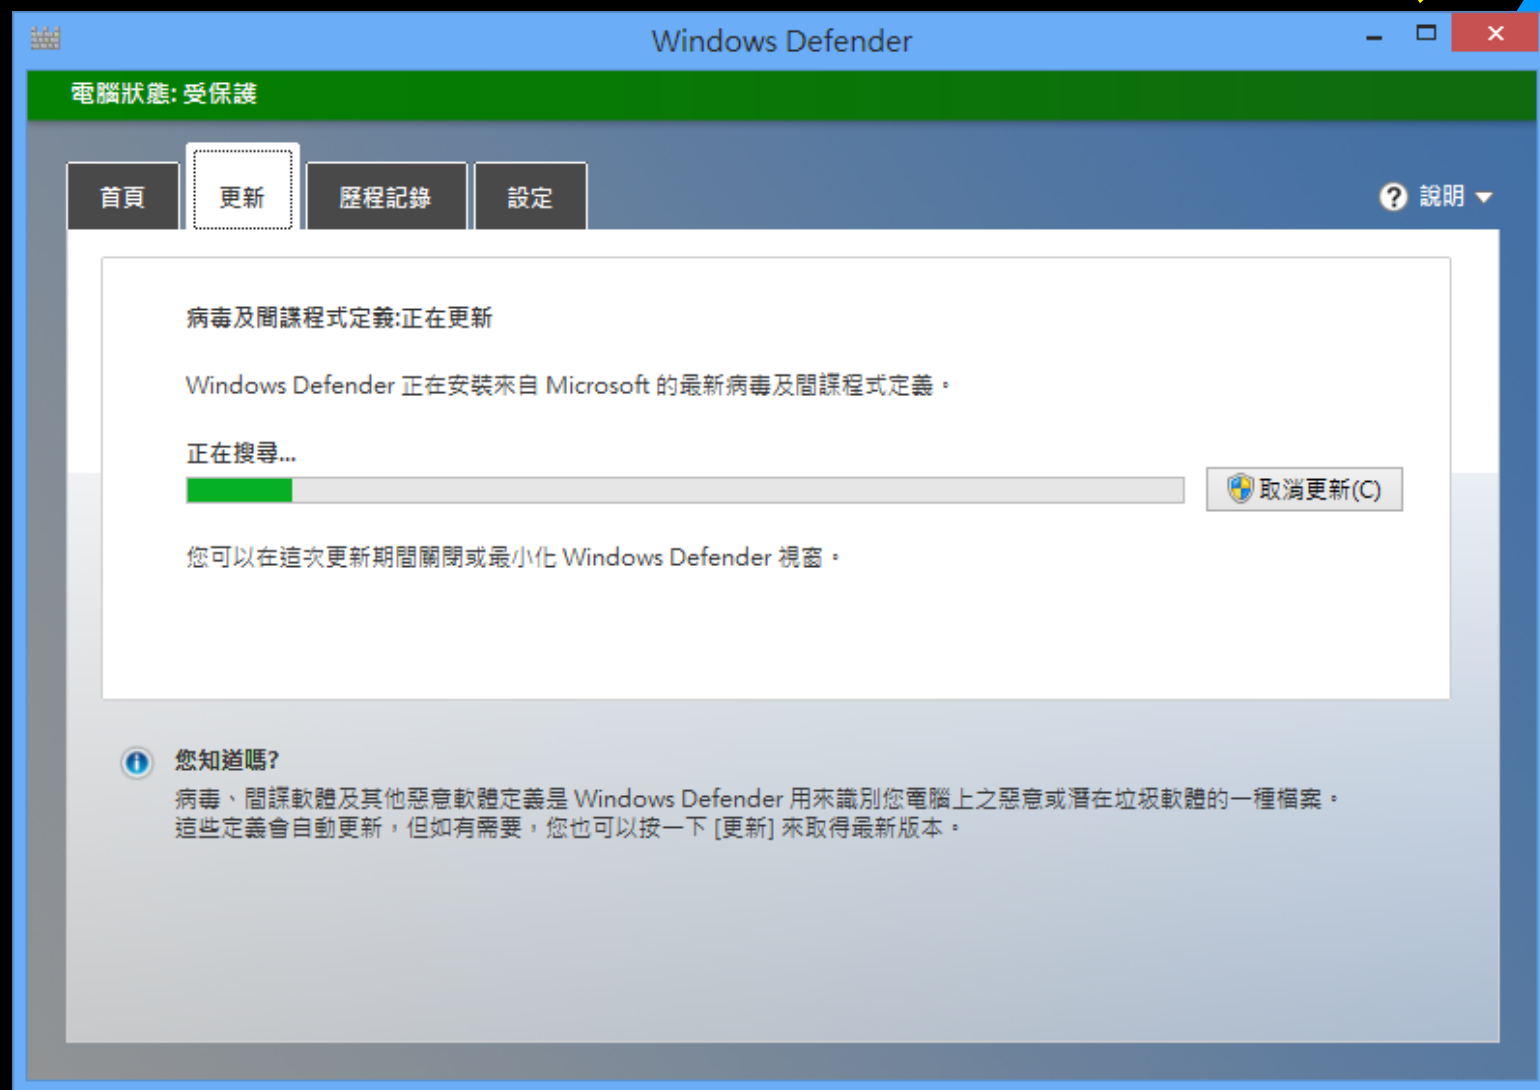 Windows Defender
電腦狀態: 受保護
首頁
更新
歷程記錄
設定
說明
病毒及間諜程式定義:正在更新
Windows Defender 正在安裝來自 Microsoft 的最新病毒及間諜程式定義。
正在搜尋...
取消更新(C)
您可以在這次更新期間關閉或最小化 Windows Defender 視窗。
您知道嗎?
病毒、間諜軟體及其他惡意軟體定義是 Windows Defender 用來識別您電腦上之惡意或潛在垃圾軟體的一種檔案。
這些定義會自動更新，但如有需要，您也可以按一下 [更新] 來取得最新版本。